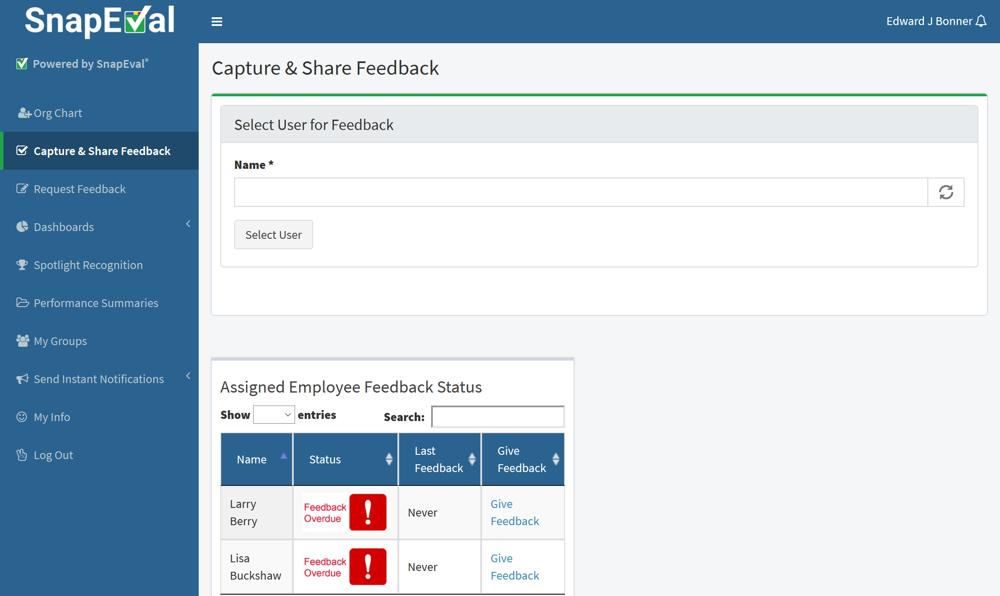 SnapEval
Edward J Bonner
Powered by SnapEval®
Org Chart
Capture & Share Feedback
Request Feedback
Dashboards
Spotlight Recognition
Performance Summaries
My Groups
Send Instant Notifications
My Info
Log Out
Capture & Share Feedback
Select User for Feedback
Name *
Select User
Assigned Employee Feedback Status
Show entries Search:
Name Status Last Feedback Give Feedback
Larry Berry Feedback Overdue ! Never Give Feedback
Lisa Buckshaw Feedback Overdue ! Never Give Feedback